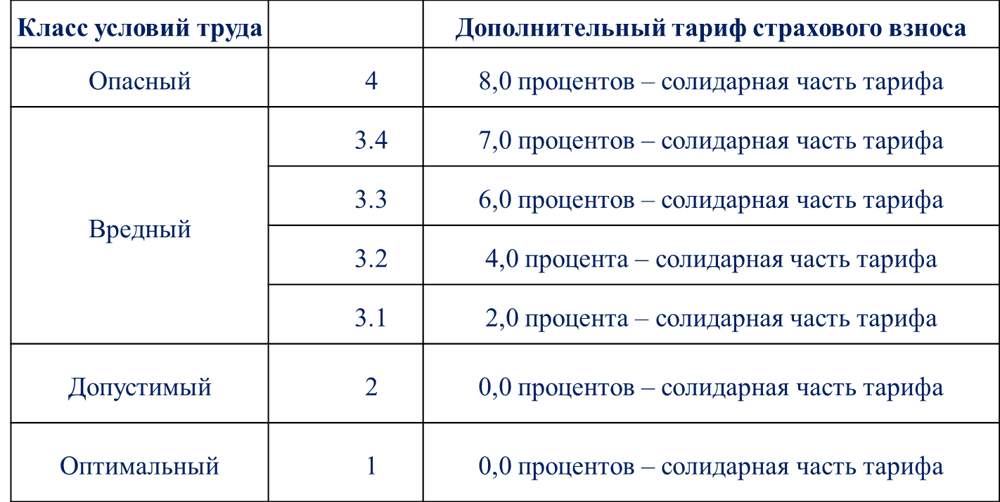 Класс условий труда Дополнительный тариф страхового взноса
Опасный 4 8,0 процентов – солидарная часть тарифа
3.4 7,0 процентов – солидарная часть тарифа
3.3 6,0 процентов – солидарная часть тарифа
Вредный
3.2 4,0 процента – солидарная часть тарифа
3.1 2,0 процента – солидарная часть тарифа
Допустимый 2 0,0 процентов – солидарная часть тарифа
Оптимальный 1 0,0 процентов – солидарная часть тарифа